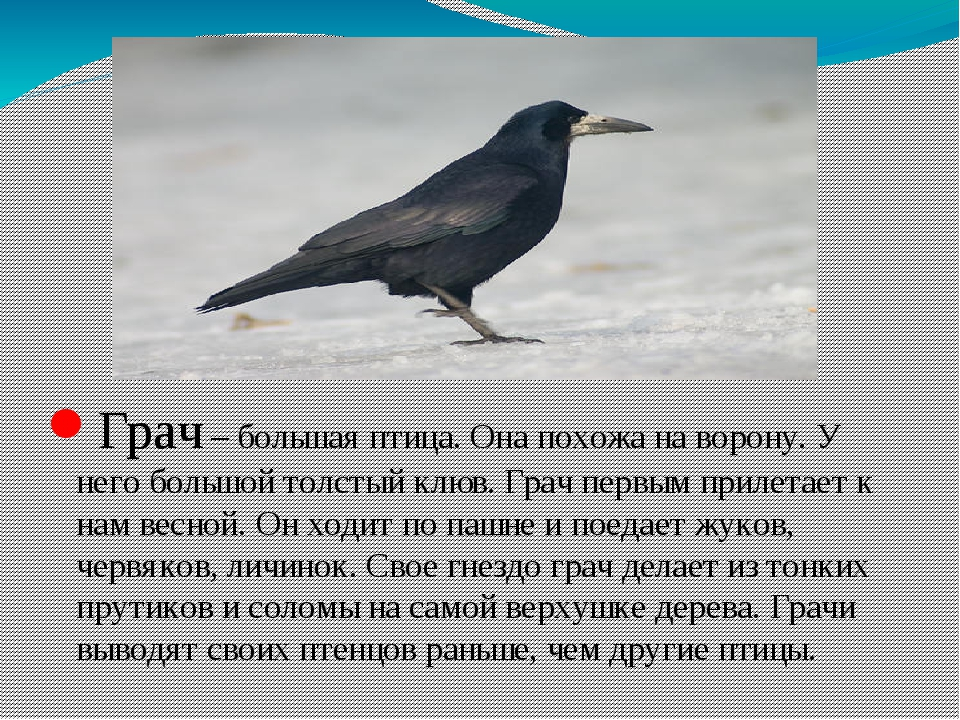 Грач – большая птица. Она похожа на ворону. У
него большой толстый клюв. Грач первым прилетает к
нам весной. Он ходит по пашне и поедает жуков,
червяков, личинок. Свое гнездо грач делает из тонких
прутиков и соломы на самой верхушке дерева. Грачи
выводят своих птенцов раньше, чем другие птицы.